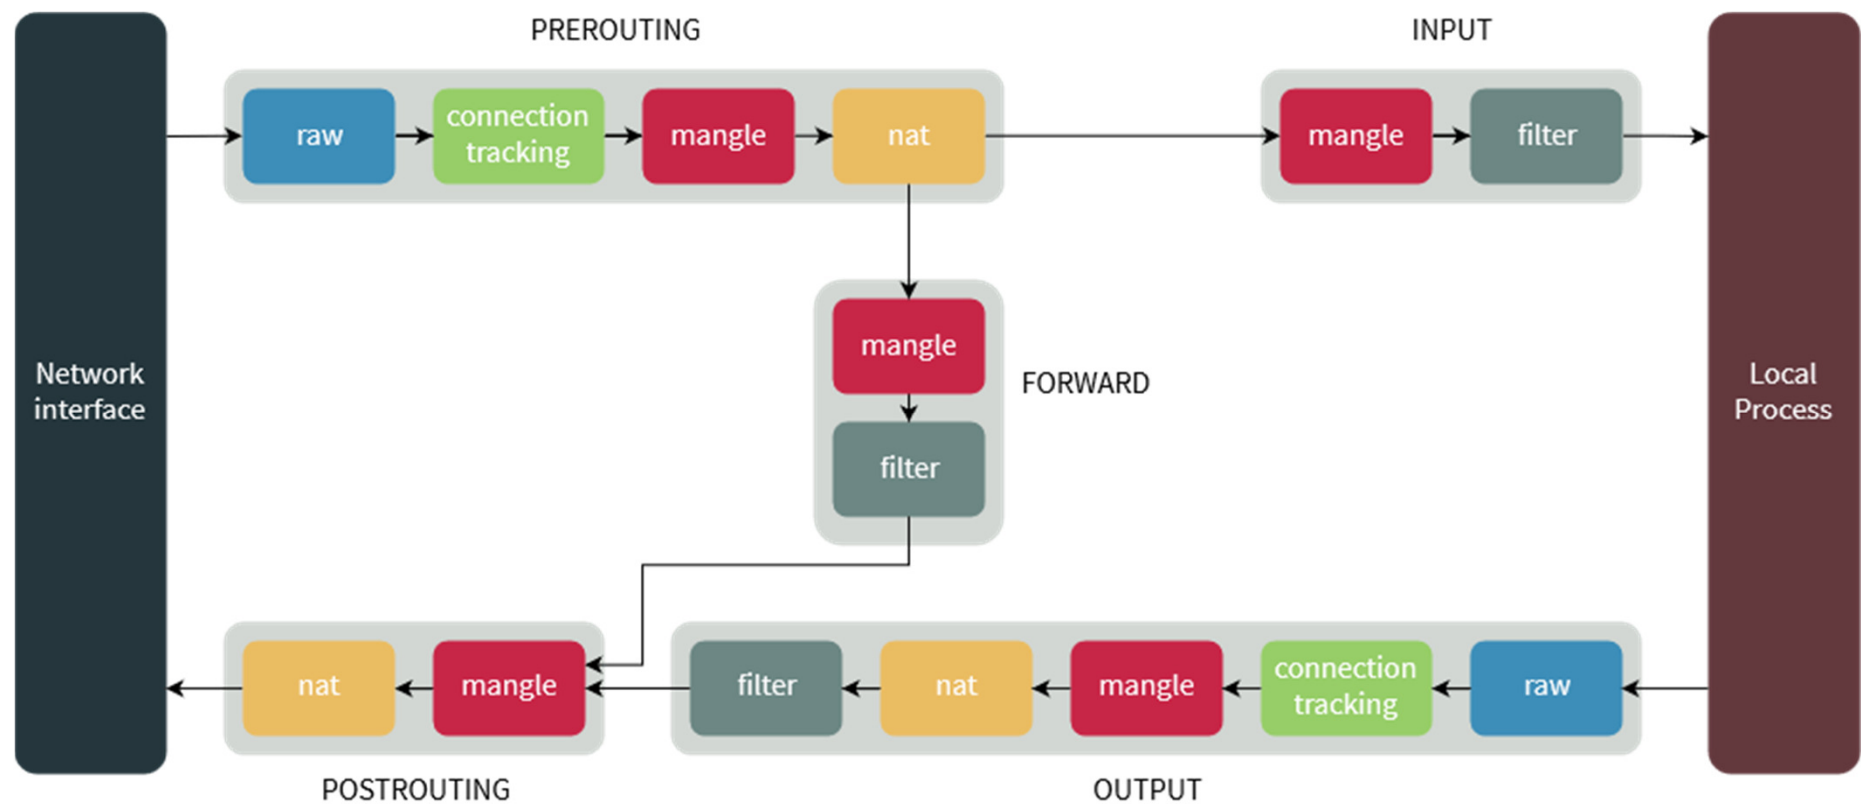 PREROUTING
INPUT
raw
connection
tracking
mangle
nat
mangle
filter
Network
interface
mangle
FORWARD
filter
Local
Process
nat
mangle
filter
nat
mangle
connection
tracking
raw
POSTROUTING
OUTPUT